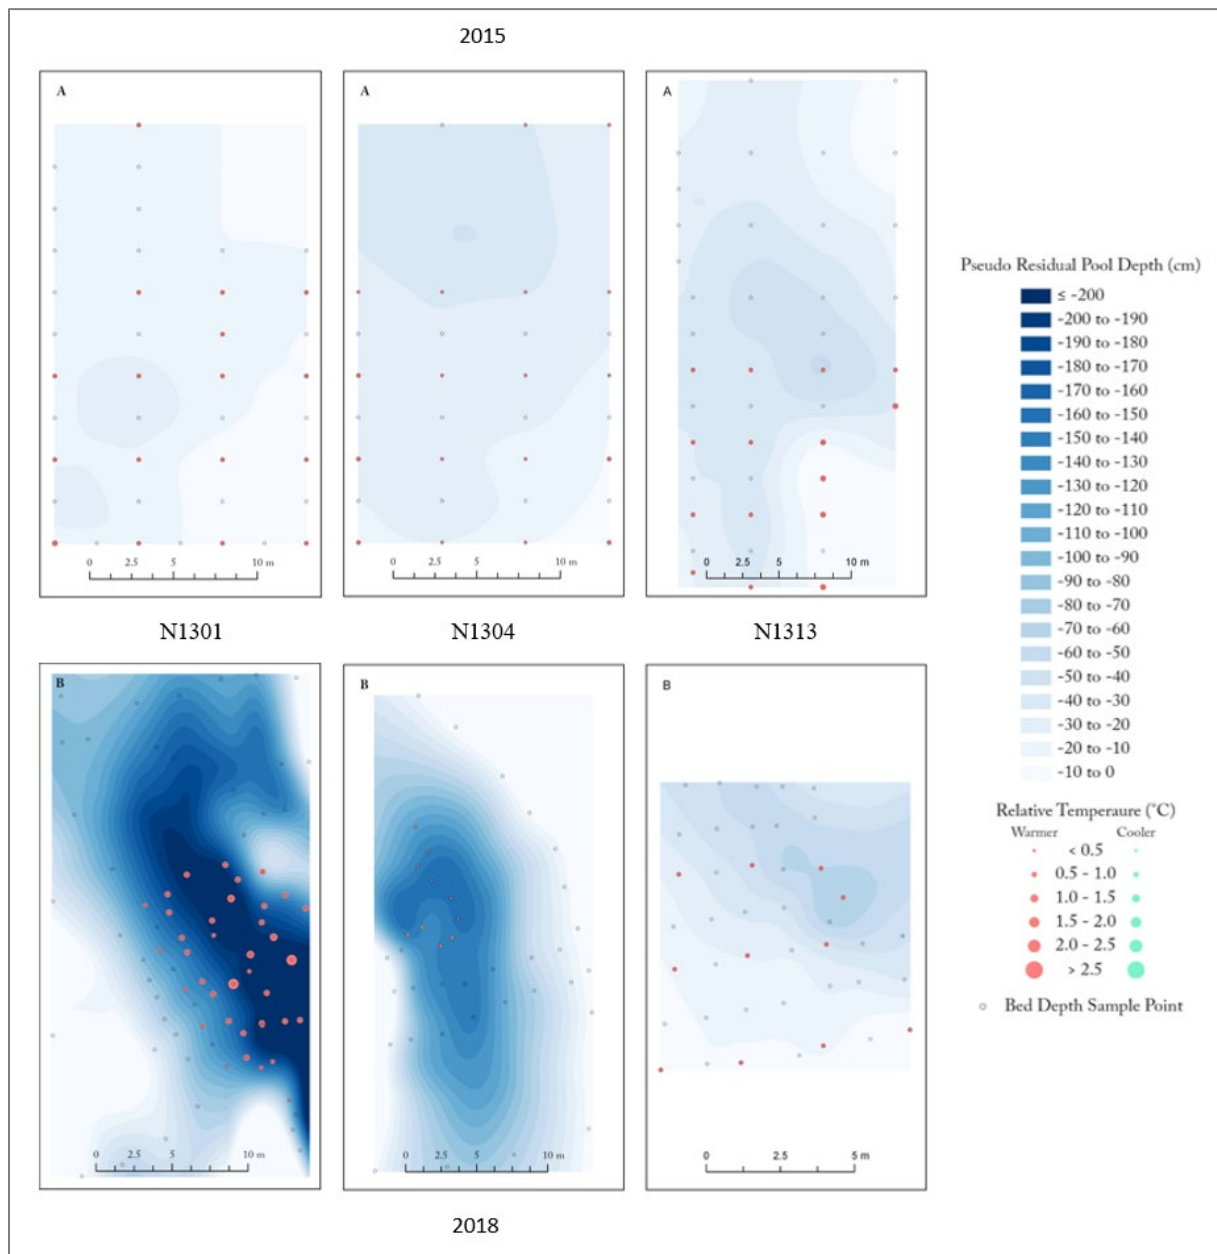 2015
A
A
A
0 2.5 5 10 m
0 2.5 5 10 m
0 2.5 5 10 m
N1301
N1304
N1313
B
B
B
0 2.5 5 10 m
0 2.5 5 10 m
0 2.5 5 m
2018
Pseudo Residual Pool Depth (cm)
≤ -200
-200 to -190
-190 to -180
-180 to -170
-170 to -160
-160 to -150
-150 to -140
-140 to -130
-130 to -120
-120 to -110
-110 to -100
-100 to -90
-90 to -80
-80 to -70
-70 to -60
-60 to -50
-50 to -40
-40 to -30
-30 to -20
-20 to -10
-10 to 0
Relative Temperaure (°C)
Warmer Cooler
< 0.5
0.5 - 1.0
1.0 - 1.5
1.5 - 2.0
2.0 - 2.5
> 2.5
Bed Depth Sample Point